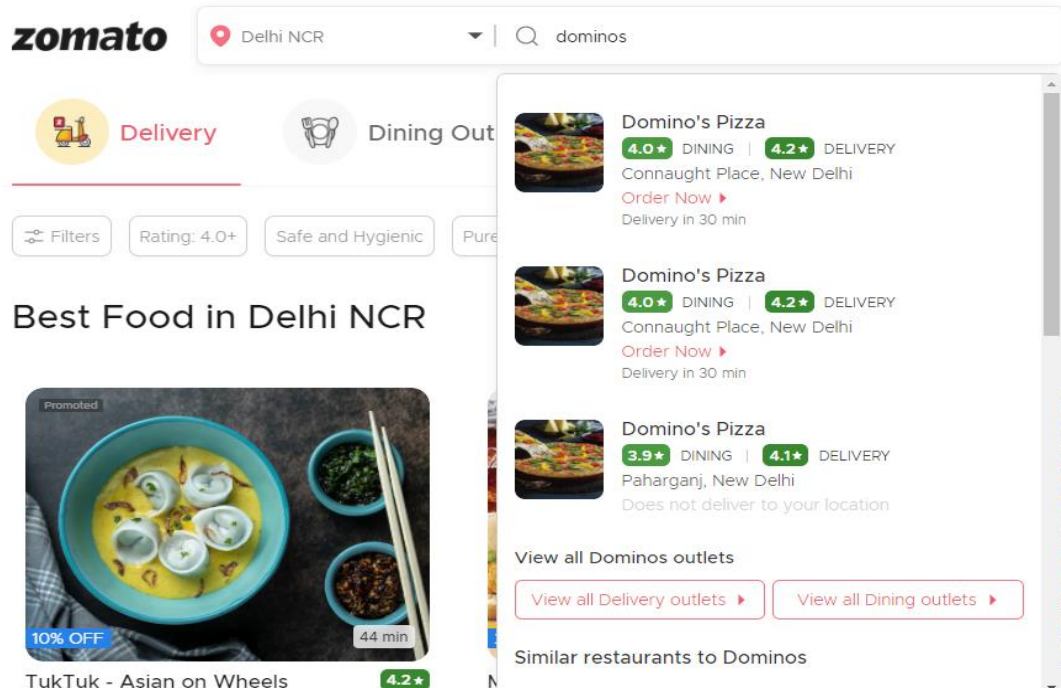 zomato
Delhi NCR
dominos
Delivery
Dining Out
Filters
Rating: 4.0+
Safe and Hygienic
Pure
Best Food in Delhi NCR
Promoted
10% OFF
44 min
TukTuk - Asian on Wheels
4.2★
Domino's Pizza
4.0★ DINING | 4.2★ DELIVERY
Connaught Place, New Delhi
Order Now
Delivery in 30 min
Domino's Pizza
4.0★ DINING | 4.2★ DELIVERY
Connaught Place, New Delhi
Order Now
Delivery in 30 min
Domino's Pizza
3.9★ DINING | 4.1★ DELIVERY
Paharganj, New Delhi
Does not deliver to your location
View all Dominos outlets
View all Delivery outlets
View all Dining outlets
Similar restaurants to Dominos